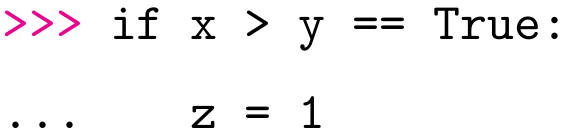 >>> if x > y == True:
...    z = 1